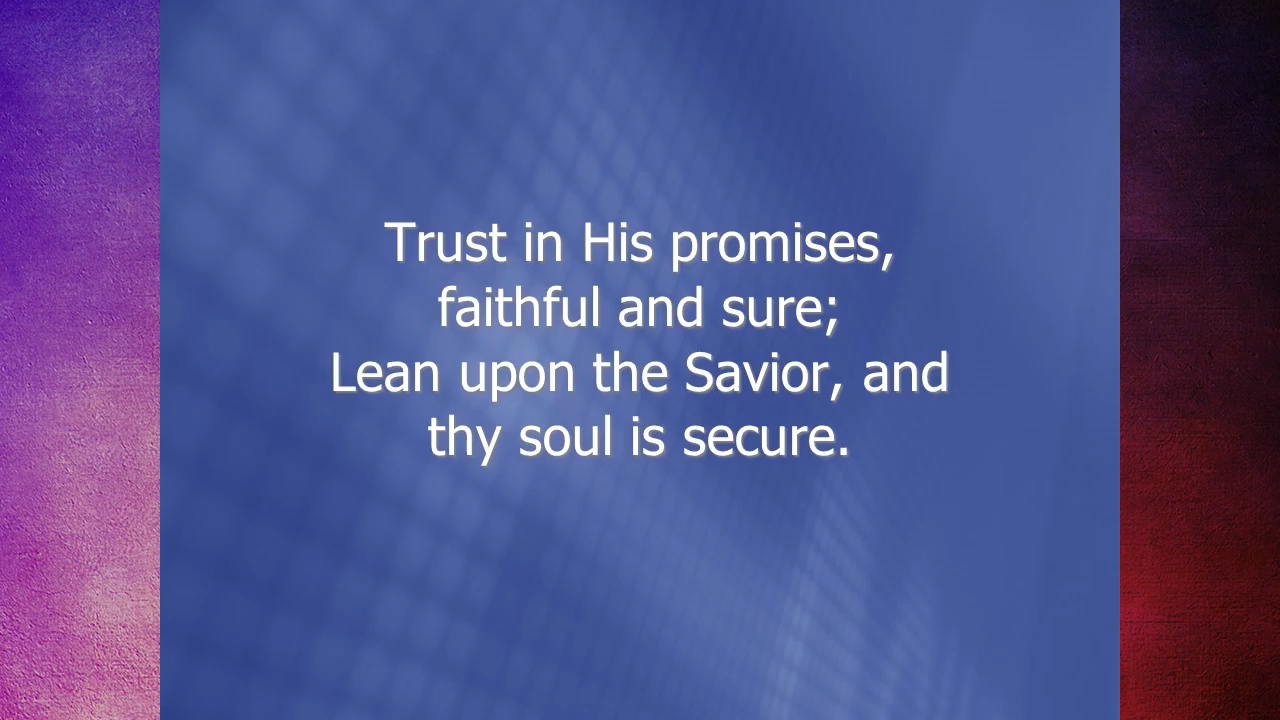 Trust in His promises,
faithful and sure;
Lean upon the Savior, and
thy soul is secure.